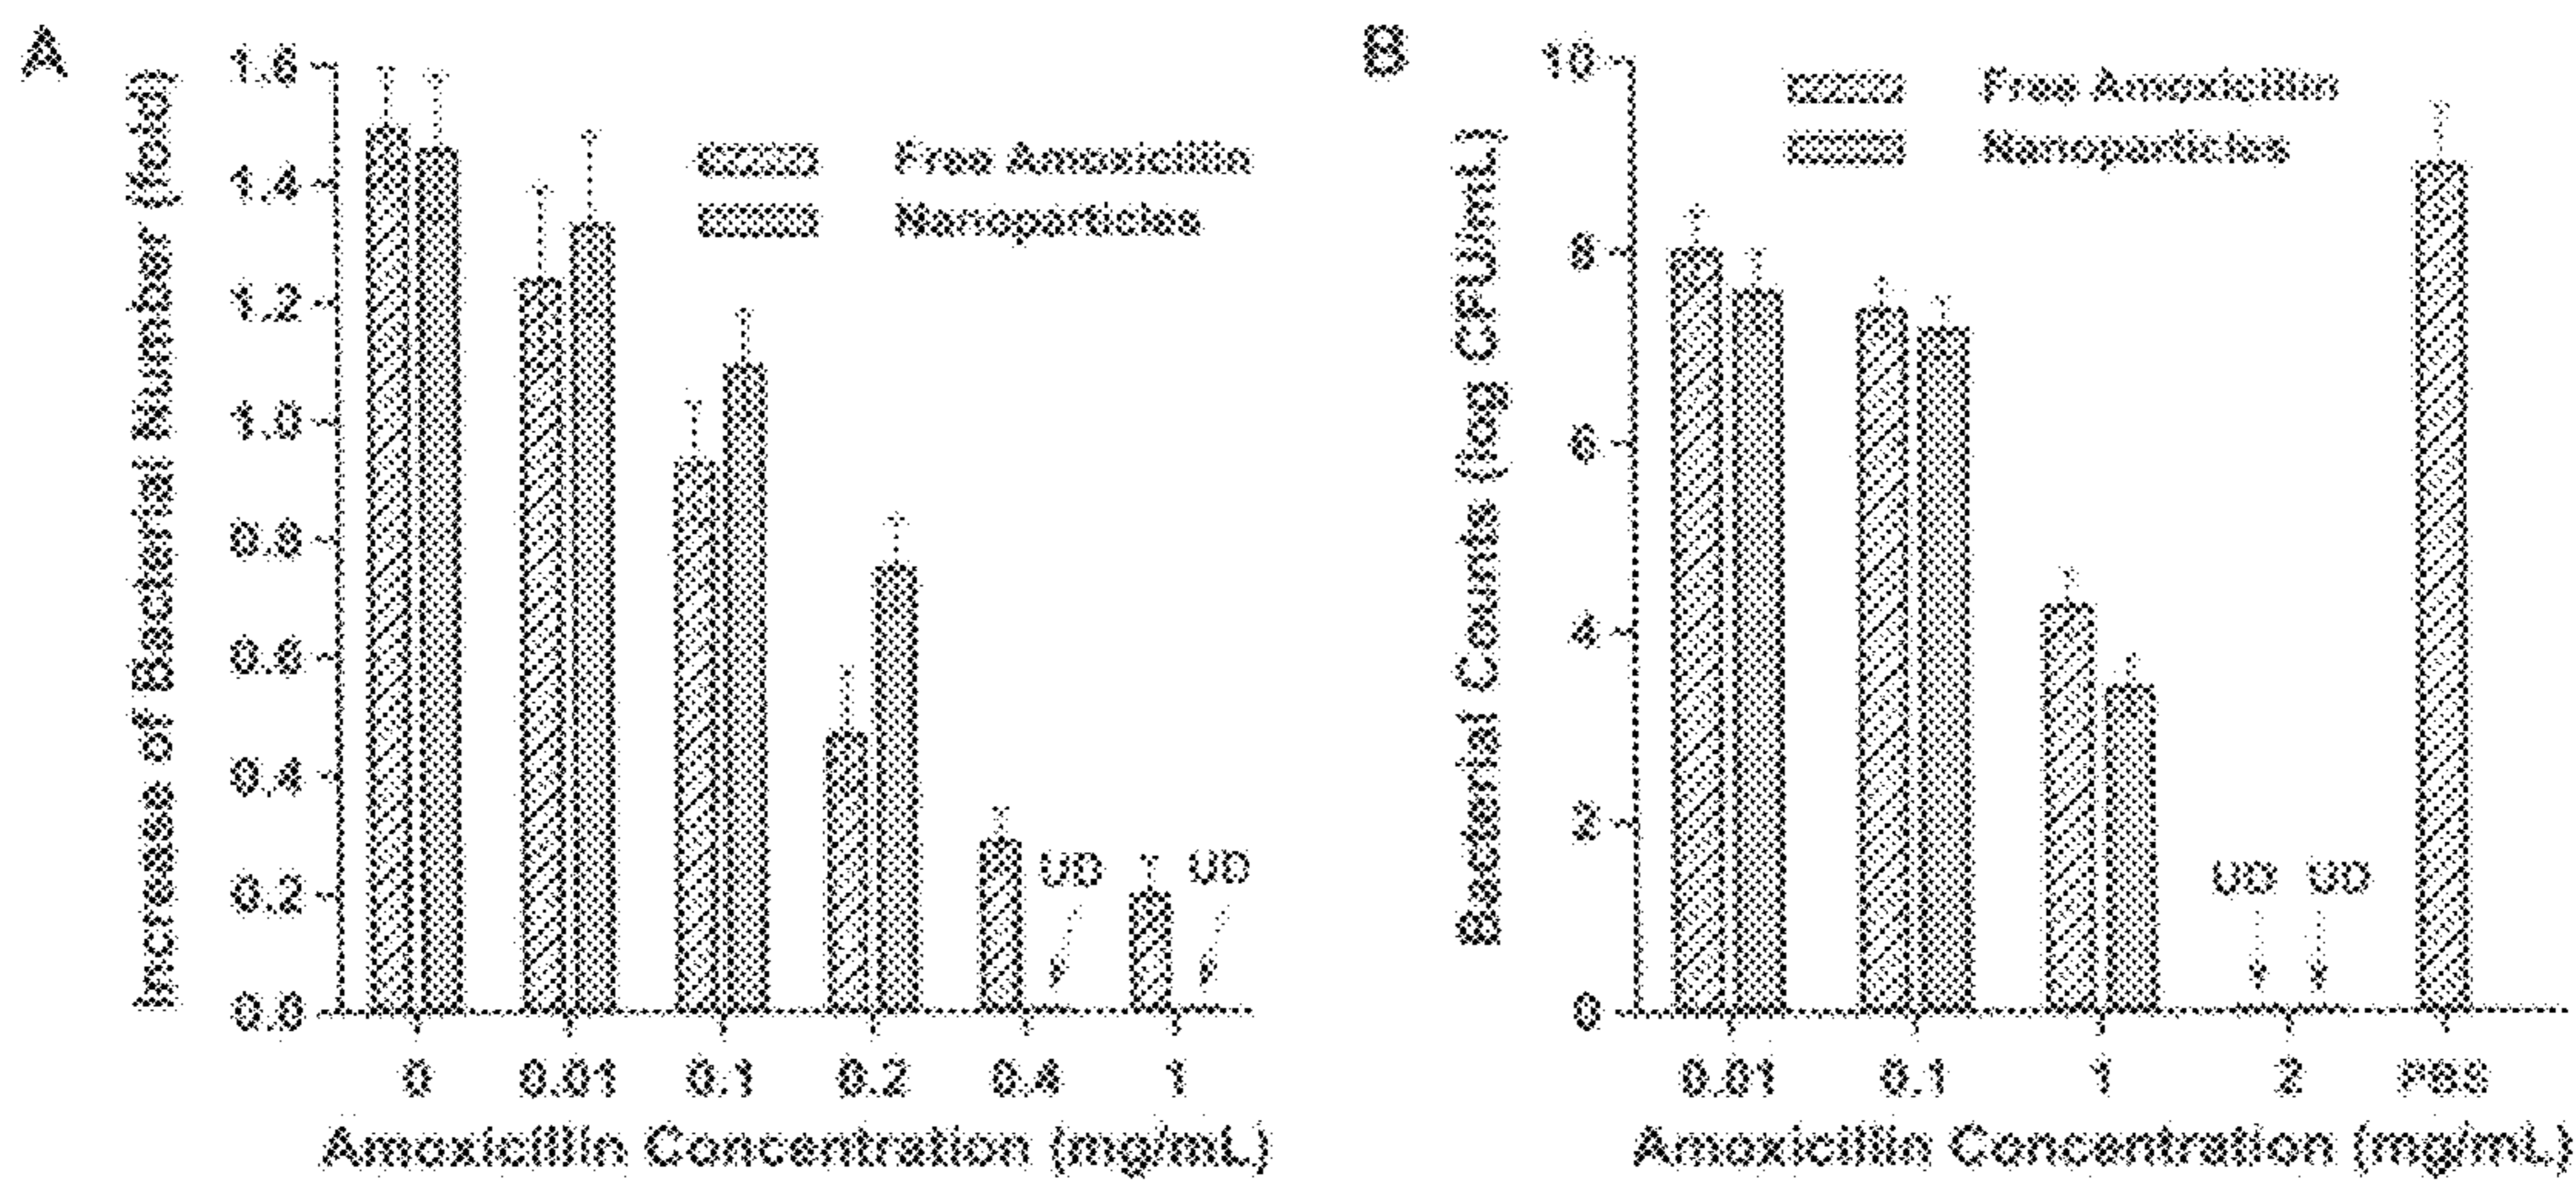 A
Increase of Bacterial Number (fold)
1.6
1.4
1.2
1.0
0.8
0.6
0.4
0.2
0.0
Free Amoxicillin
Nanoparticles
UD
UD
0 0.01 0.1 0.2 0.4 1
Amoxicillin Concentration (mg/mL)
B
Bacterial Counts (log CFU/mL)
10
8
6
4
2
0
Free Amoxicillin
Nanoparticles
UD UD
0.01 0.1 1 2 PBS
Amoxicillin Concentration (mg/mL)